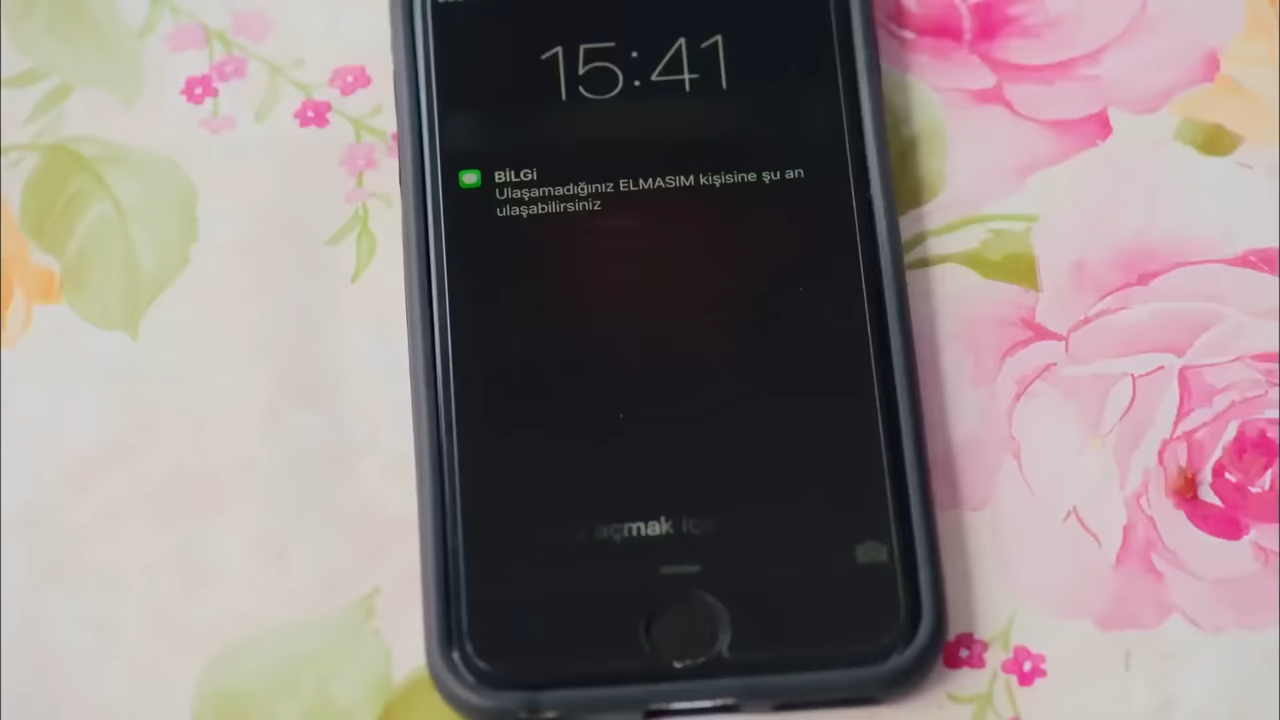 15:41
BİLGİ
Ulaşamadığınız ELMASIM kişisine şu an
ulaşabilirsiniz
açmak